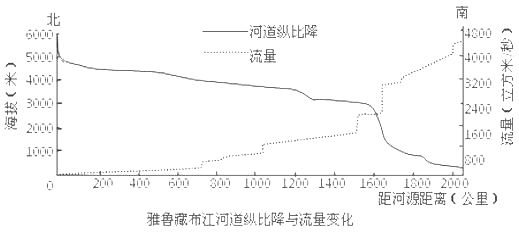 北
南
河道纵比降
流量
海拔（米）
6000
5000
4000
3000
2000
1000
0
4800
4000
3200
2400
1600
800
流量（立方米/秒）
200 400 600 800 1000 1200 1400 1600 1800 2000
距河源距离（公里）
雅鲁藏布江河道纵比降与流量变化